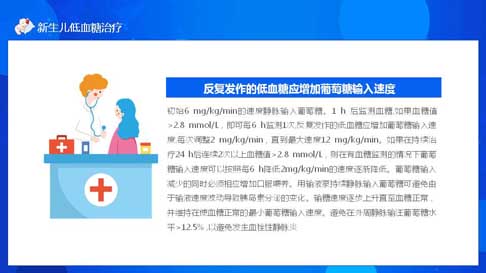 新生儿低血糖治疗
反复发作的低血糖应增加葡萄糖输入速度
初始6 mg/kg/min的速度静脉输入葡萄糖。1 h 后监测血糖,如果血糖值
>2.8 mmol/L，即可每6 h监测1次,反复发作的低血糖应增加葡萄糖输入速
度,每次调整2 mg/kg/min，直到最大速度12 mg/kg/min。如果在持续治
疗24 h后连续2次以上血糖值>2.8 mmol/L，则在有血糖监测的情况下葡萄
糖输入速度可以按照每6 h降低2mg/kg/min的速度逐渐降低。葡萄糖输入
减少的同时必须相应增加口服喂养。用输液泵持续静脉输入葡萄可避免由
于输液速度波动导致胰岛素分泌的变化。输糖速度逐步上升直至血糖正常，
并维持在使血糖正常的最小葡萄糖输入速度。避免在外周静脉输注葡萄糖水
平>12.5%，以避免发生血栓性静脉炎